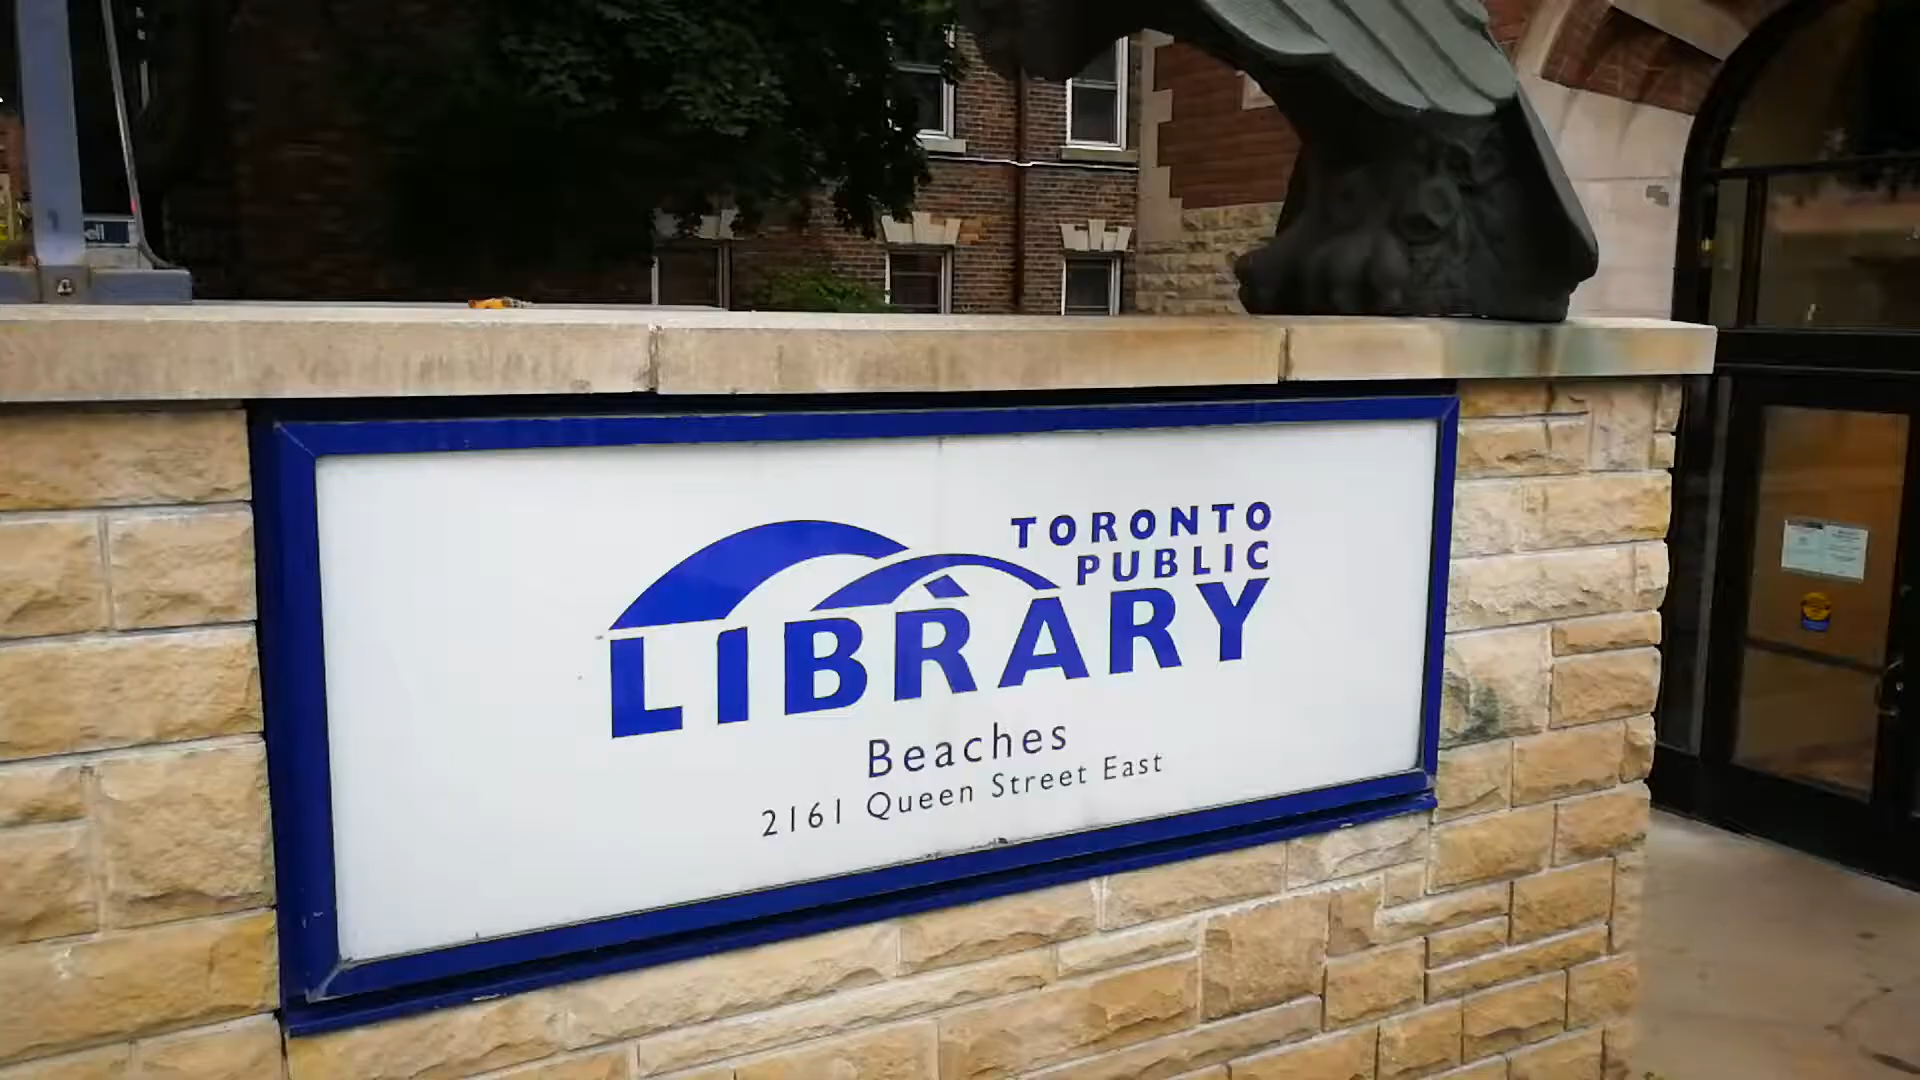 TORONTO
PUBLIC
LIBRARY
Beaches
2161 Queen Street East